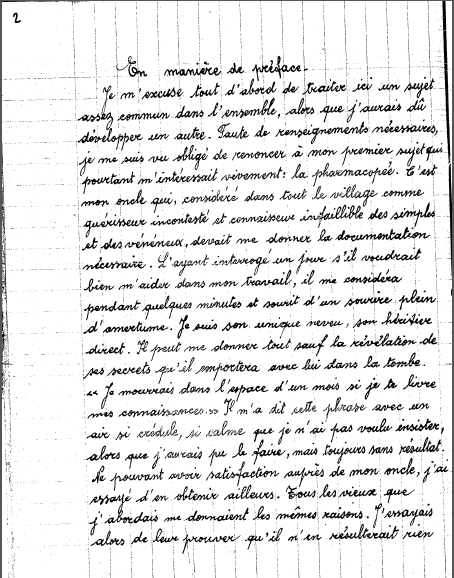 2
En manière de préface.
Je m'excuse tout d'abord de traiter ici un sujet
assez commun dans l'ensemble, alors que j'aurais dû
développer un autre. Faute de renseignements nécessaires,
je me suis vu obligé de renoncer à mon premier sujet qui
pourtant m'intéressait vivement : la pharmacopée. C'est
mon oncle qui, considéré dans tout le village comme
guérisseur incontesté et connaisseur infaillible des simples
et des vénéneux, devait me donner la documentation
nécessaire. L'ayant interrogé un jour s'il voudrait
bien m'aider dans mon travail, il me considéra
pendant quelques minutes et sourit d'un sourire plein
d'amertume. Je suis son unique neveu, son héritier
direct. Il peut me donner tout sauf la révélation de
ses secrets qu'il emportera avec lui dans la tombe.
"Je mourrais dans l'espace d'un mois si je te livre
mes connaissances." Il m'a dit cette phrase avec un
air si crédule, si calme que je n'ai pas voulu insister,
alors que j'aurais pu le faire, mais toujours sans résultat.
Ne pouvant avoir satisfaction auprès de mon oncle, j'ai
essayé d'en obtenir ailleurs. Tous les vieux que
j'abordais me donnaient les mêmes raisons. J'essayais
alors de leur prouver qu'il n'en résulterait rien